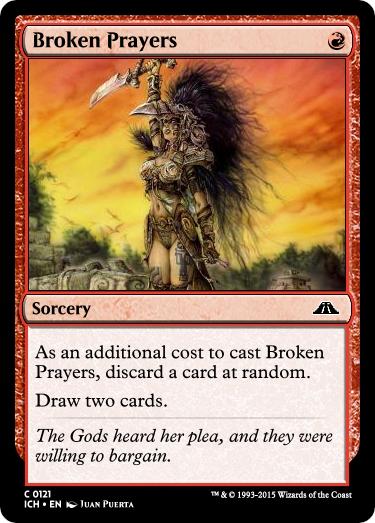 Broken Prayers
Sorcery
As an additional cost to cast Broken
Prayers, discard a card at random.
Draw two cards.
The Gods heard her plea, and they were
willing to bargain.
C 0121
ICH • EN Juan Puerta
™ & © 1993-2015 Wizards of the Coast